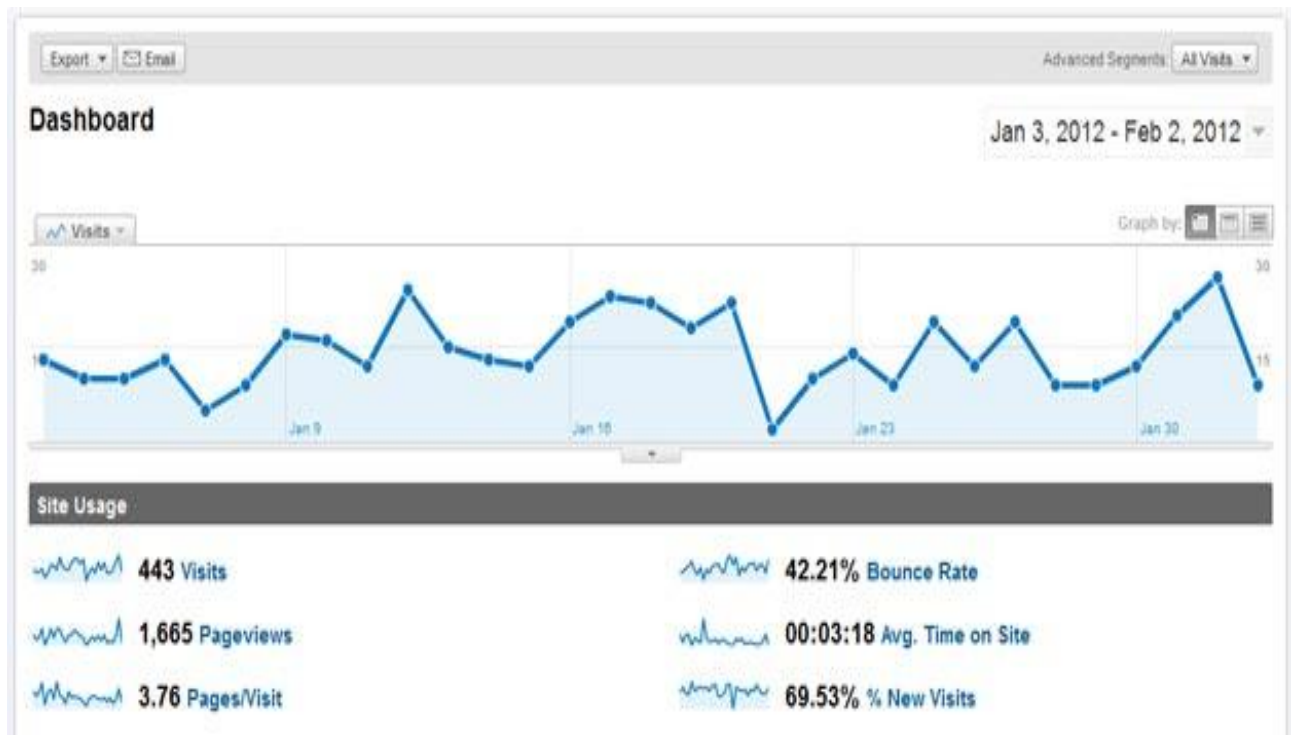 Export Email Advanced Segments: All Visits
Dashboard
Jan 3, 2012 - Feb 2, 2012
Visits Graph by:
30 30
15
Jan 9 Jan 16 Jan 23 Jan 30
Site Usage
443 Visits 42.21% Bounce Rate
1,665 Pageviews 00:03:18 Avg. Time on Site
3.76 Pages/Visit 69.53% % New Visits